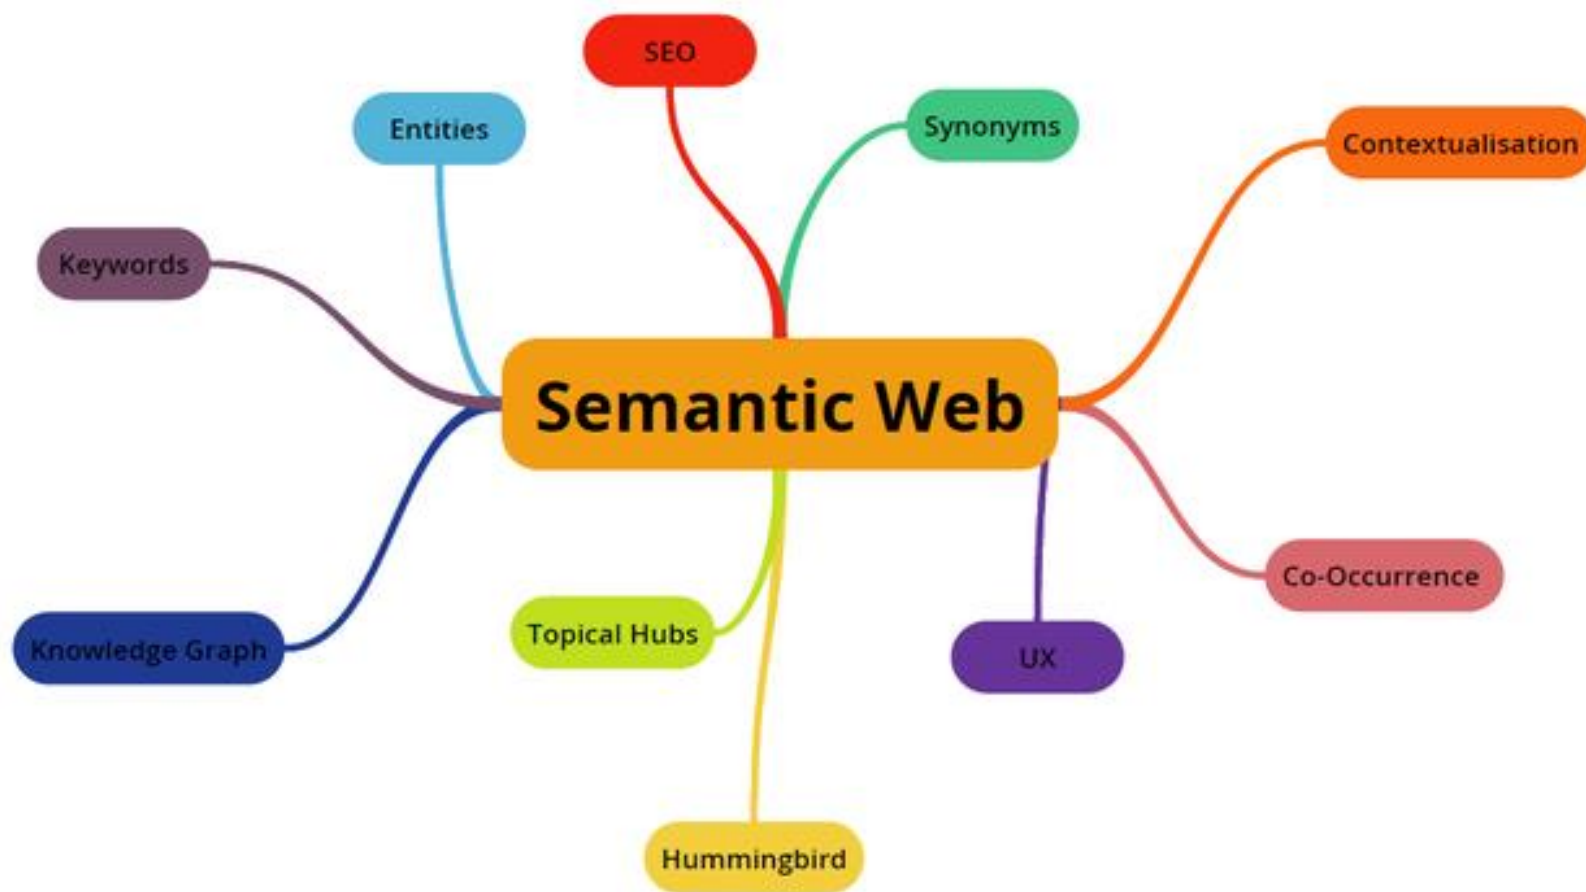 SEO
Entities
Synonyms
Contextualisation
Keywords
Semantic Web
Co-Occurrence
Topical Hubs
Knowledge Graph
UX
Hummingbird